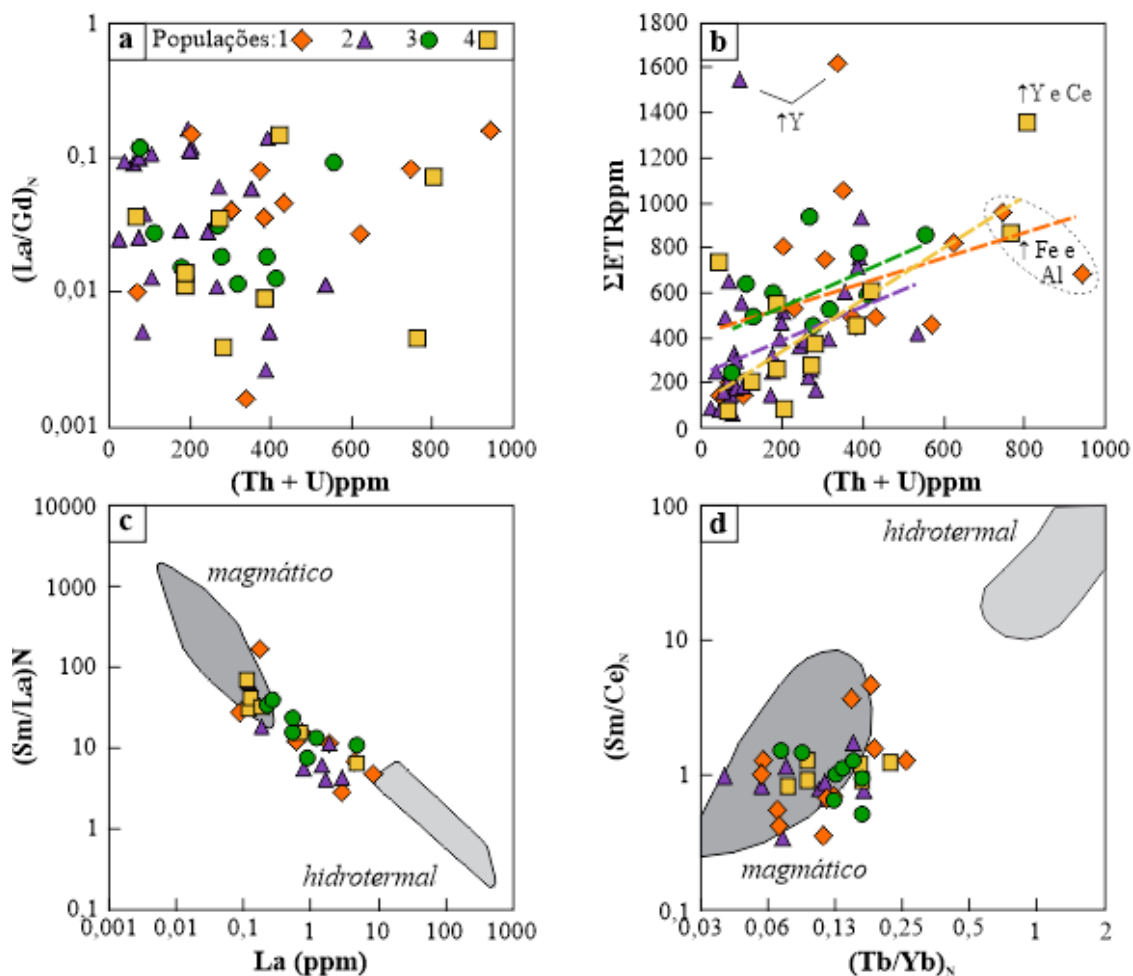 a Populações:1 2 3 4
1
0,1
0,01
0,001
(La/Gd)N
0 200 400 600 800 1000
(Th + U)ppm
b
1800
1600
1400
1200
1000
800
600
400
200
0
ΣETRppm
↑Y
↑Y e Ce
↑ Fe e
Al
0 200 400 600 800 1000
(Th + U)ppm
c
10000
1000
100
10
1
0,1
((Sm/La)N
magmático
hidrotermal
0,001 0,01 0,1 1 10 100 1000
La (ppm)
d
100
10
1
0,1
(Sm/Ce)N
hidrotermal
magmático
0,03 0,06 0,13 0,25 1 2
(Tb/Yb)N